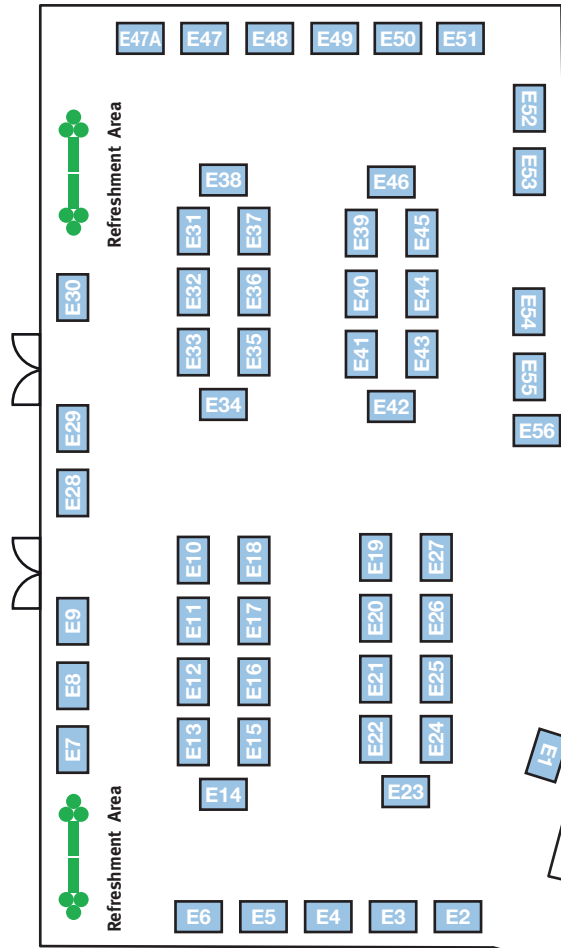 E47A E47 E48 E49 E50 E51
E52
E53
Refreshment Area
E38 E46
E31 E37 E39 E45
E32 E36 E40 E44
E30
E54
E33 E35 E41 E43
E55
E34 E42
E29
E56
E28
E10 E18 E19 E27
E9
E11 E17 E20 E26
E8
E12 E16 E21 E25
E7
E13 E15 E22 E24
E1
E14 E23
Refreshment Area
E6 E5 E4 E3 E2